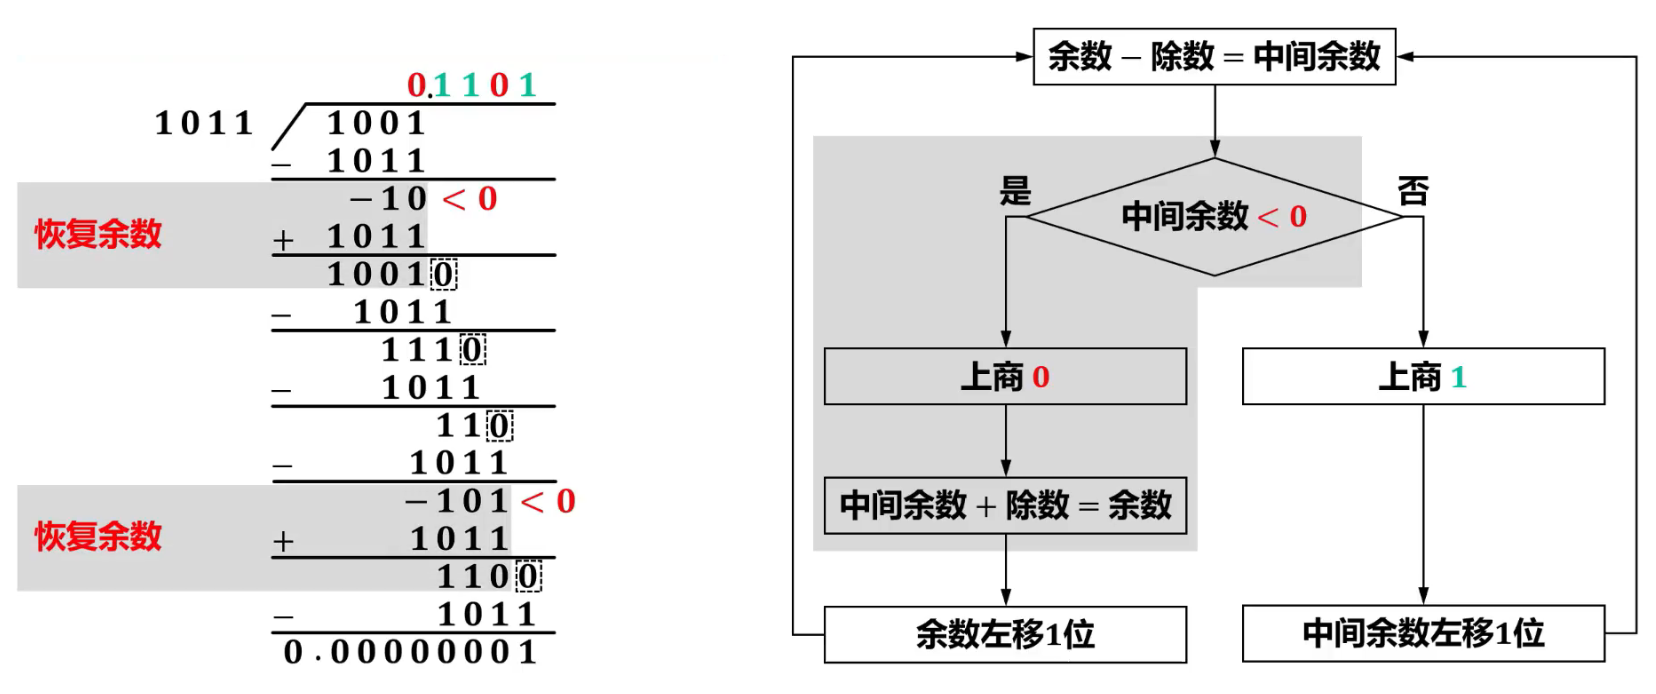 0.1101
1011 1001
− 1011
−10 < 0
恢复余数
+ 1011
10010
− 1011
1110
− 1011
110
− 1011
−101 < 0
恢复余数
+ 1011
1100
− 1011
0.00000001
余数 − 除数 = 中间余数
是
否
中间余数 < 0
上商 0
上商 1
中间余数 + 除数 = 余数
余数左移1位
中间余数左移1位